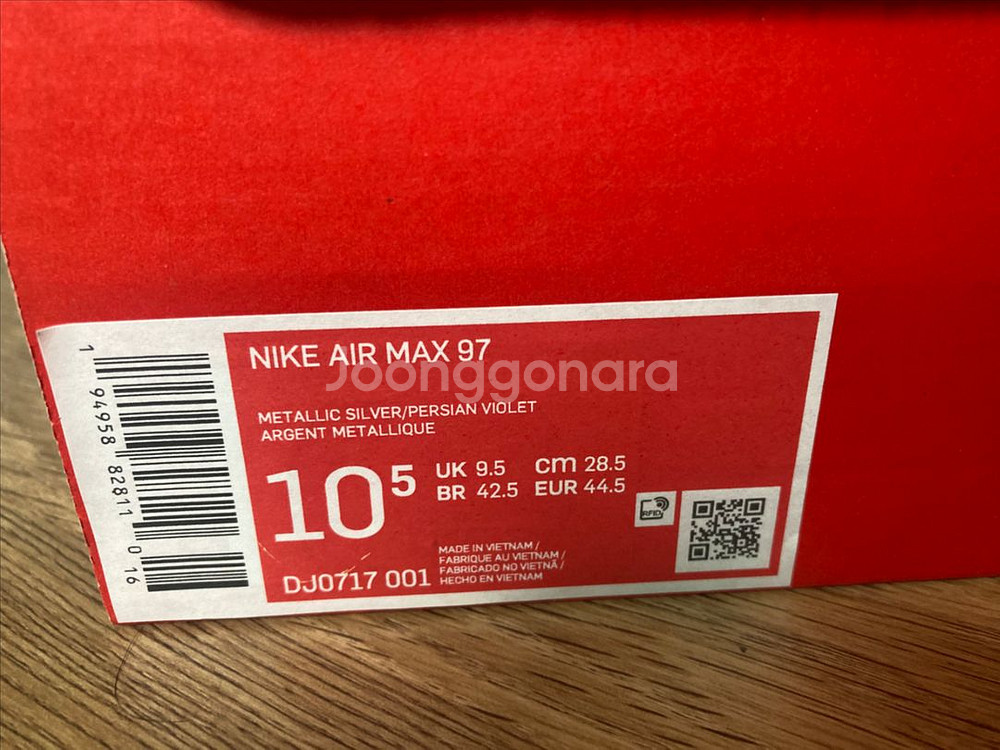 NIKE AIR MAX 97
Joonggonara
METALLIC SILVER/PERSIAN VIOLET
ARGENT METALLIQUE
10 5
UK 9.5 cm 28.5
BR 42.5 EUR 44.5
RFID
MADE IN VIETNAM /
FABRIQUE AU VIETNAM /
FABRICADO NO VIETNÃ /
HECHO EN VIETNAM
DJ0717 001
1 94958 82811 0 16